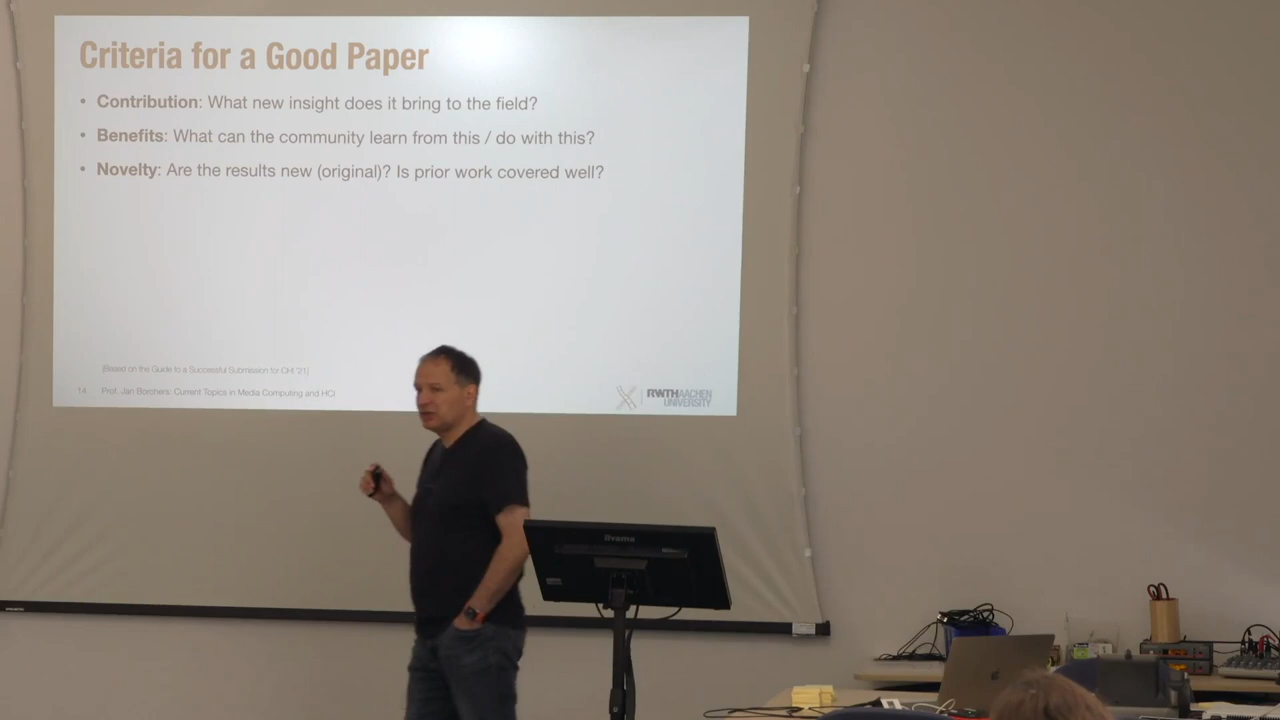 Criteria for a Good Paper
• Contribution: What new insight does it bring to the field?
• Benefits: What can the community learn from this / do with this?
• Novelty: Are the results new (original)? Is prior work covered well?
[Based on the Guide to a Successful Submission for CHI '21]
14 Prof. Jan Borchers: Current Topics in Media Computing and HCI
RWTH AACHEN
UNIVERSITY
iiyama